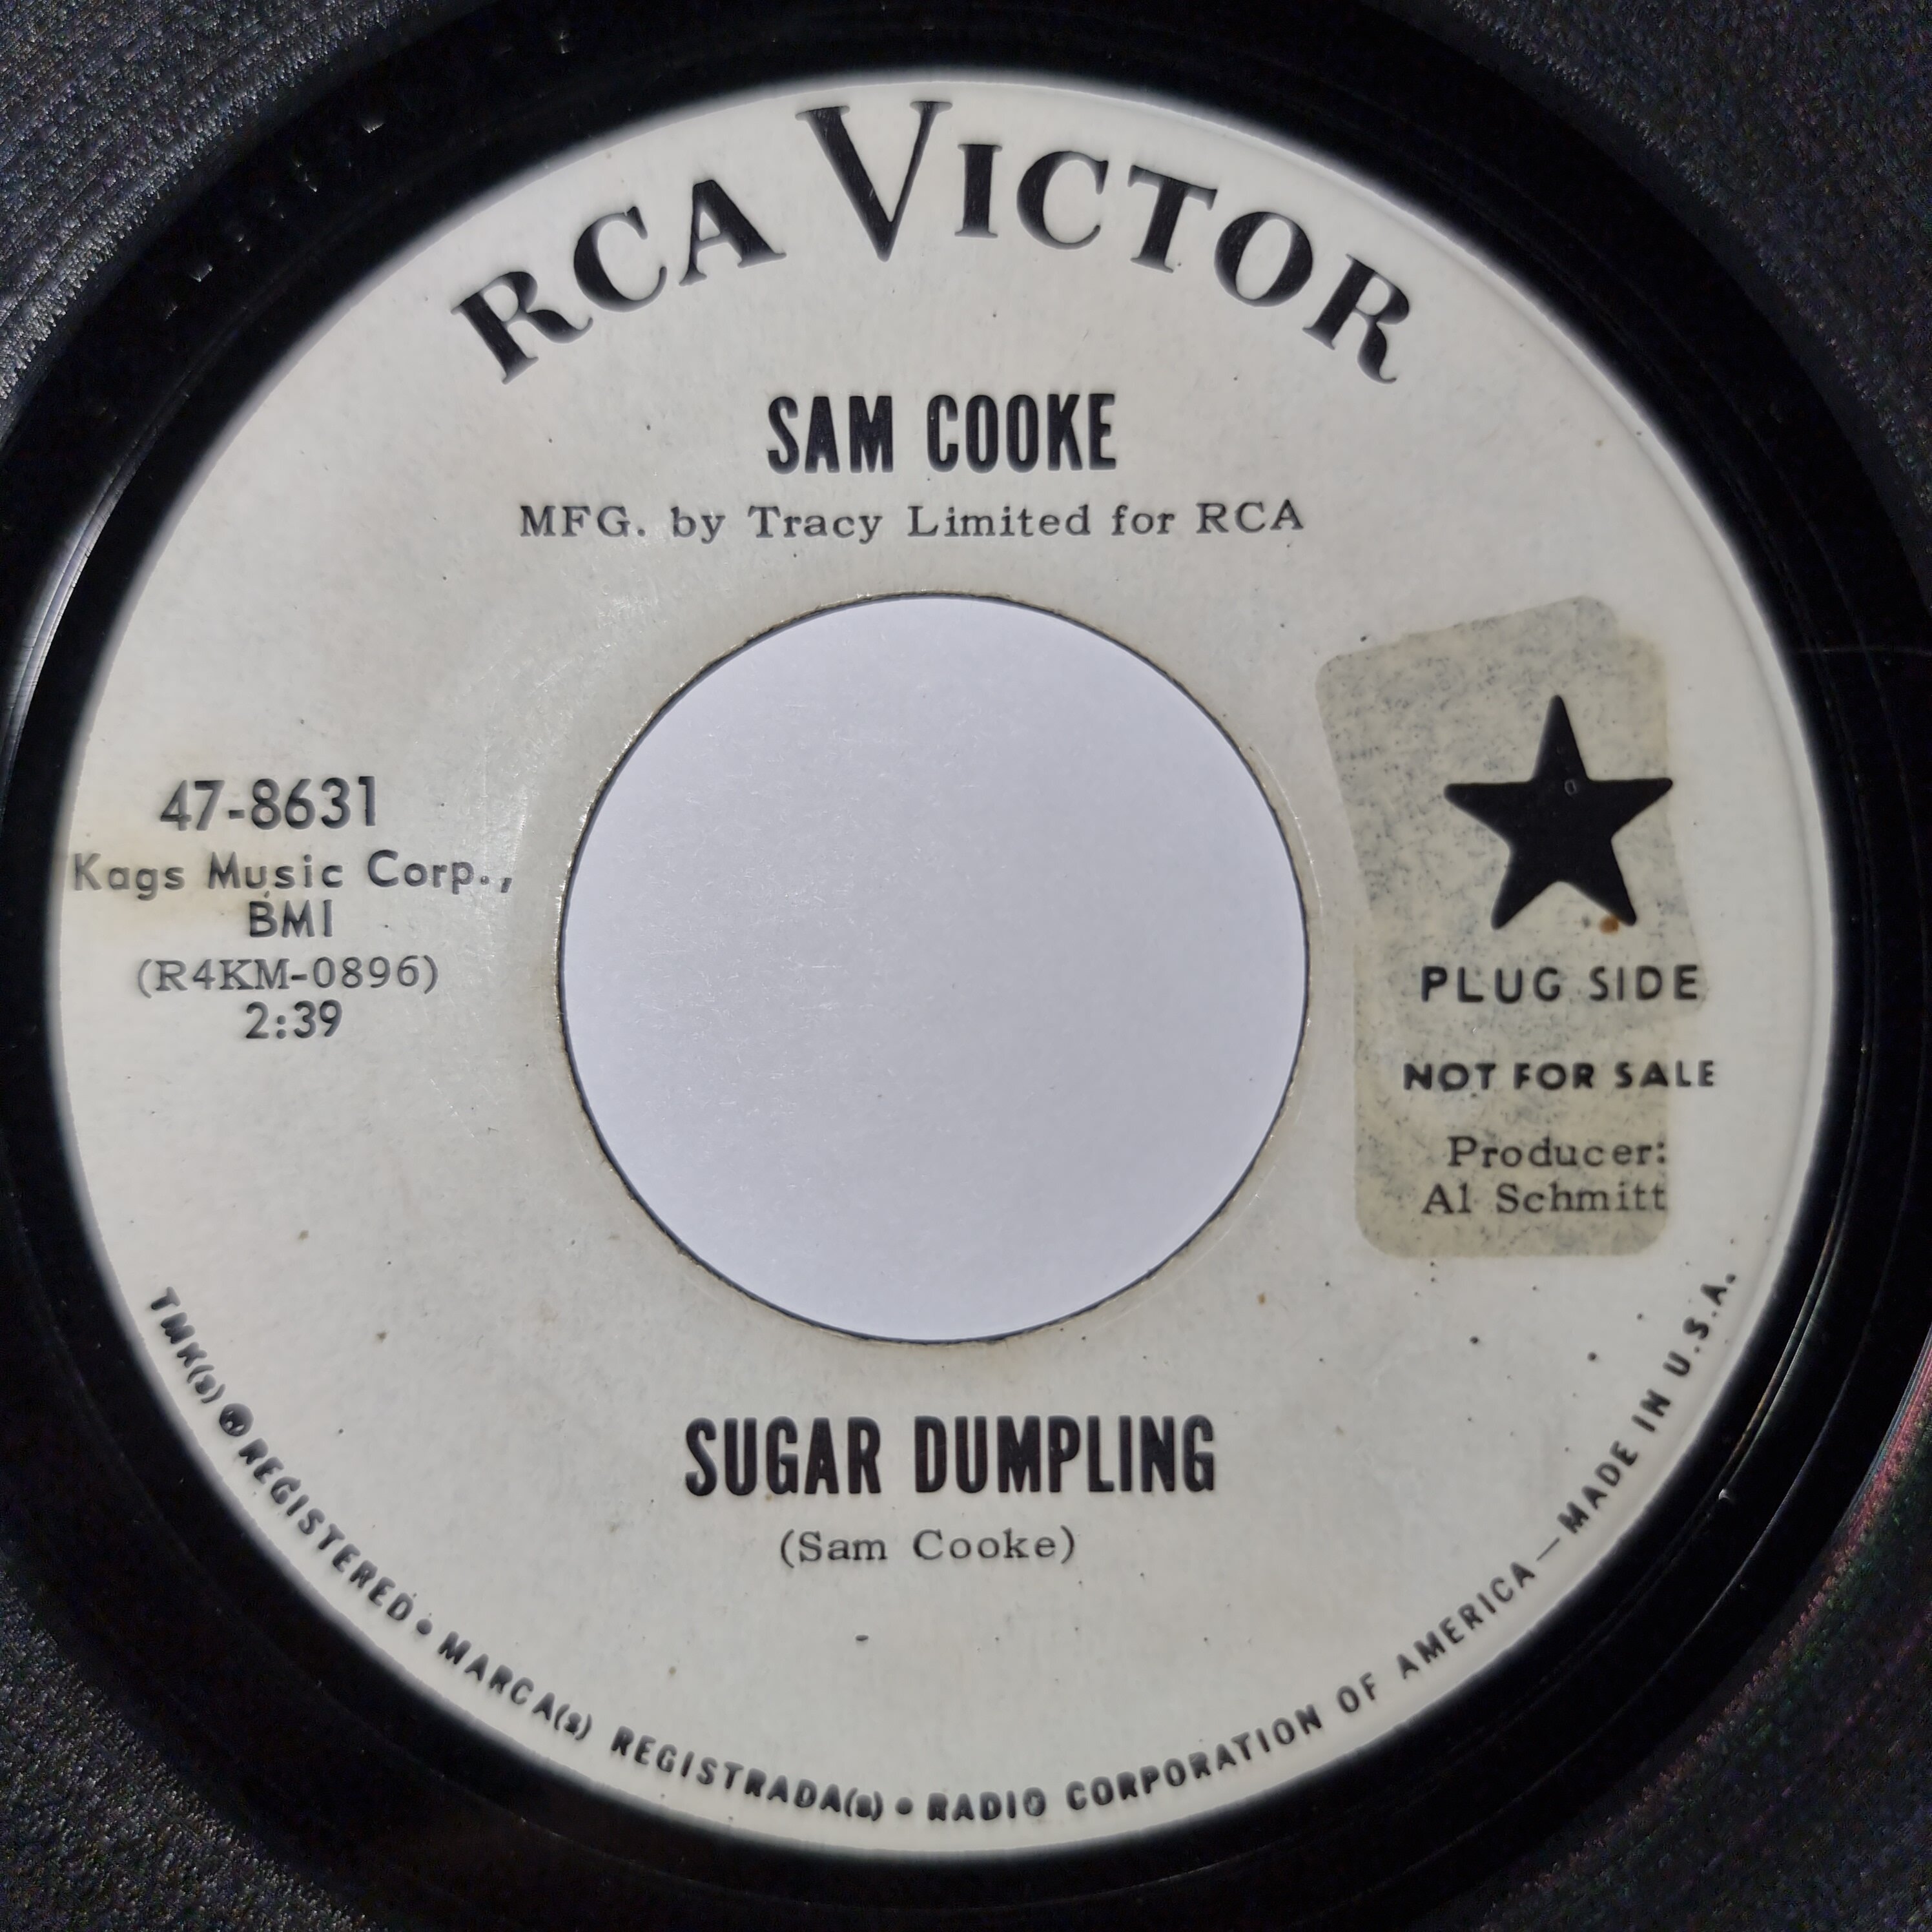 RCA VICTOR
SAM COOKE
MFG. by Tracy Limited for RCA
47-8631
Kags Music Corp.,
BMI
(R4KM-0896)
2:39
PLUG SIDE
NOT FOR SALE
Producer:
Al Schmitt
SUGAR DUMPLING
(Sam Cooke)
TMK(s) ® REGISTERED • MARCA(s) REGISTRADA(s) • RADIO CORPORATION OF AMERICA — MADE IN U.S.A.